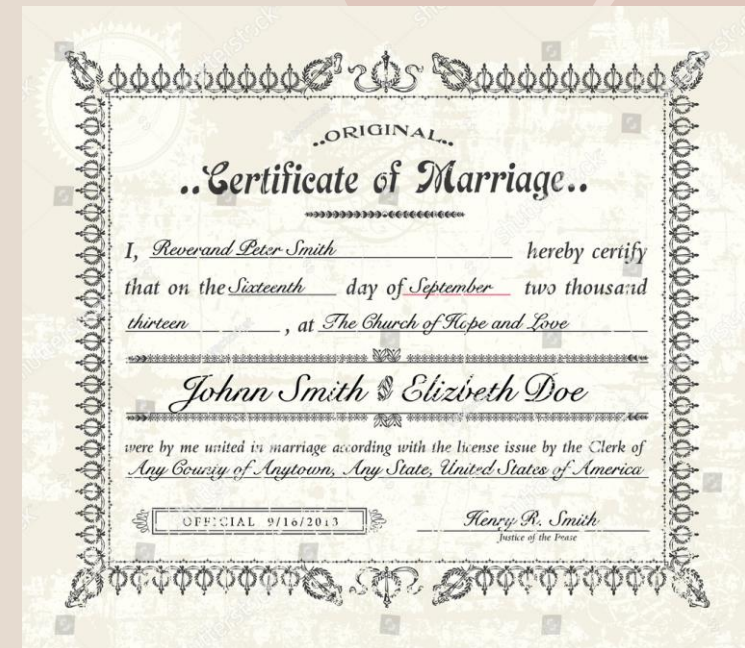 ..ORIGINAL..
..Certificate of Marriage..
I, Reverand Peter Smith hereby certify
that on the Sixteenth day of September two thousand
thirteen , at The Church of Hope and Love
Johnn Smith & Elizbeth Doe
were by me united in marriage according with the license issue by the Clerk of
Any County of Anytown, Any State, United States of America
OFFICIAL 9/16/2013
Henry R. Smith
Justice of the Pease